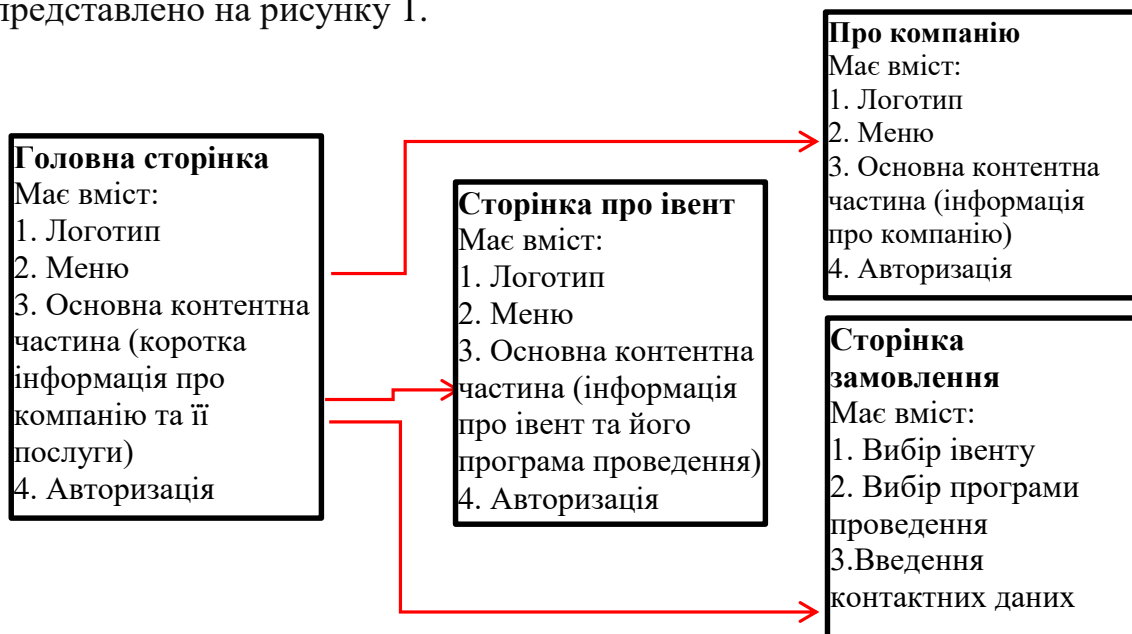 представлено на рисунку 1.
Головна сторінка
Має вміст:
1. Логотип
2. Меню
3. Основна контентна
частина (коротка
інформація про
компанію та її
послуги)
4. Авторизація
Сторінка про івент
Має вміст:
1. Логотип
2. Меню
3. Основна контентна
частина (інформація
про івент та його
програма проведення)
4. Авторизація
Про компанію
Має вміст:
1. Логотип
2. Меню
3. Основна контентна
частина (інформація
про компанію)
4. Авторизація
Сторінка
замовлення
Має вміст:
1. Вибір івенту
2. Вибір програми
проведення
3.Введення
контактних даних